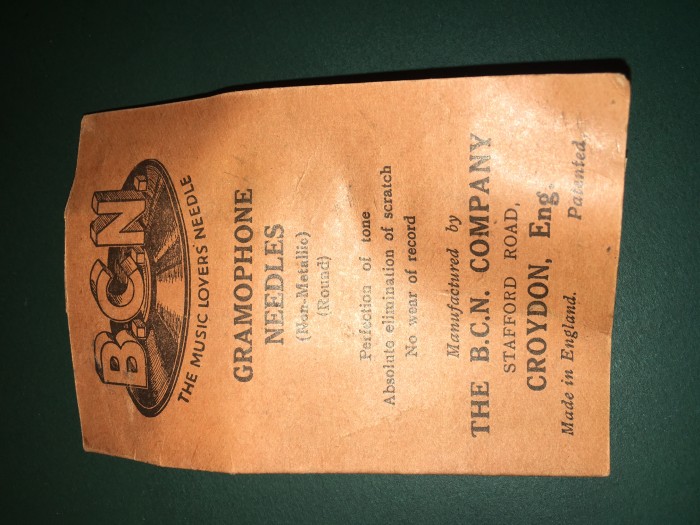 B.C.N.
THE MUSIC LOVERS NEEDLE
GRAMOPHONE
NEEDLES
(Non-Metallic)
(Round)
Perfection of tone
Absolute elimination of scratch
No wear of record
Manufactured by
THE B.C.N. COMPANY
STAFFORD ROAD,
CROYDON, Eng.
Made in England. Patented.